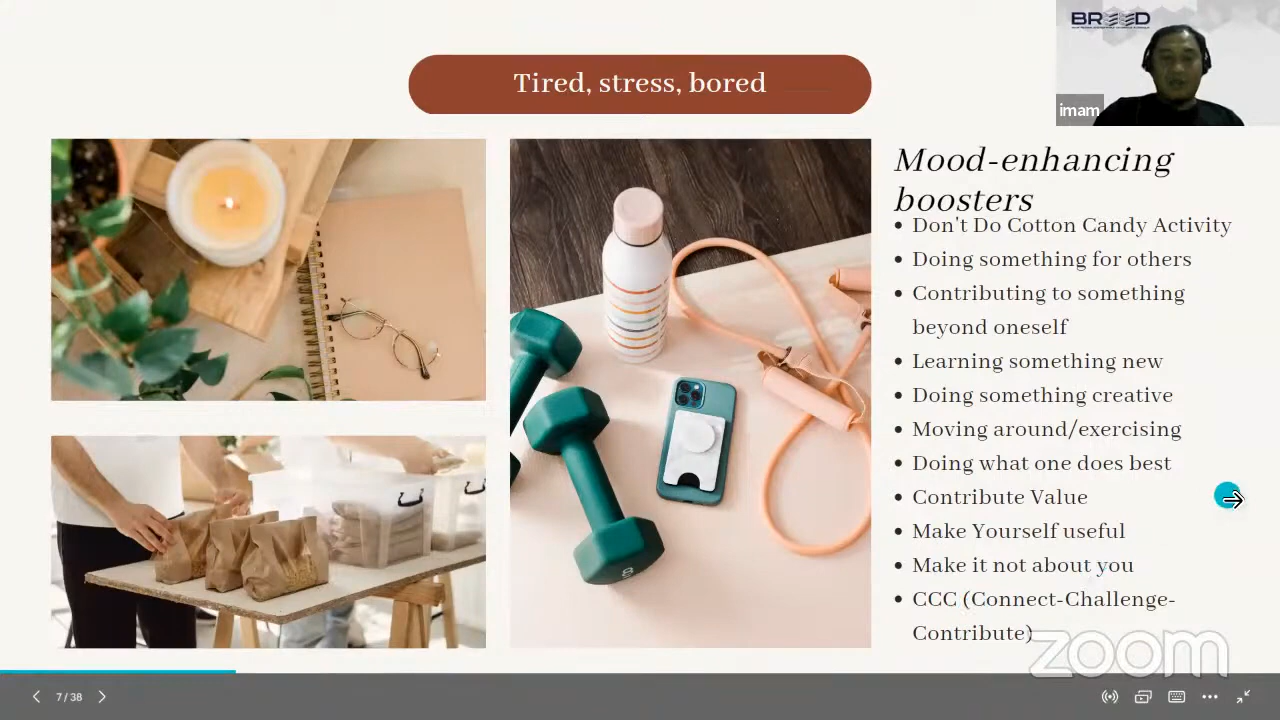 BREED
imam
Tired, stress, bored
Mood-enhancing
boosters
• Don't Do Cotton Candy Activity
• Doing something for others
• Contributing to something
beyond oneself
• Learning something new
• Doing something creative
• Moving around/exercising
• Doing what one does best
• Contribute Value
• Make Yourself useful
• Make it not about you
• CCC (Connect-Challenge-
Contribute)
zoom
7 / 38